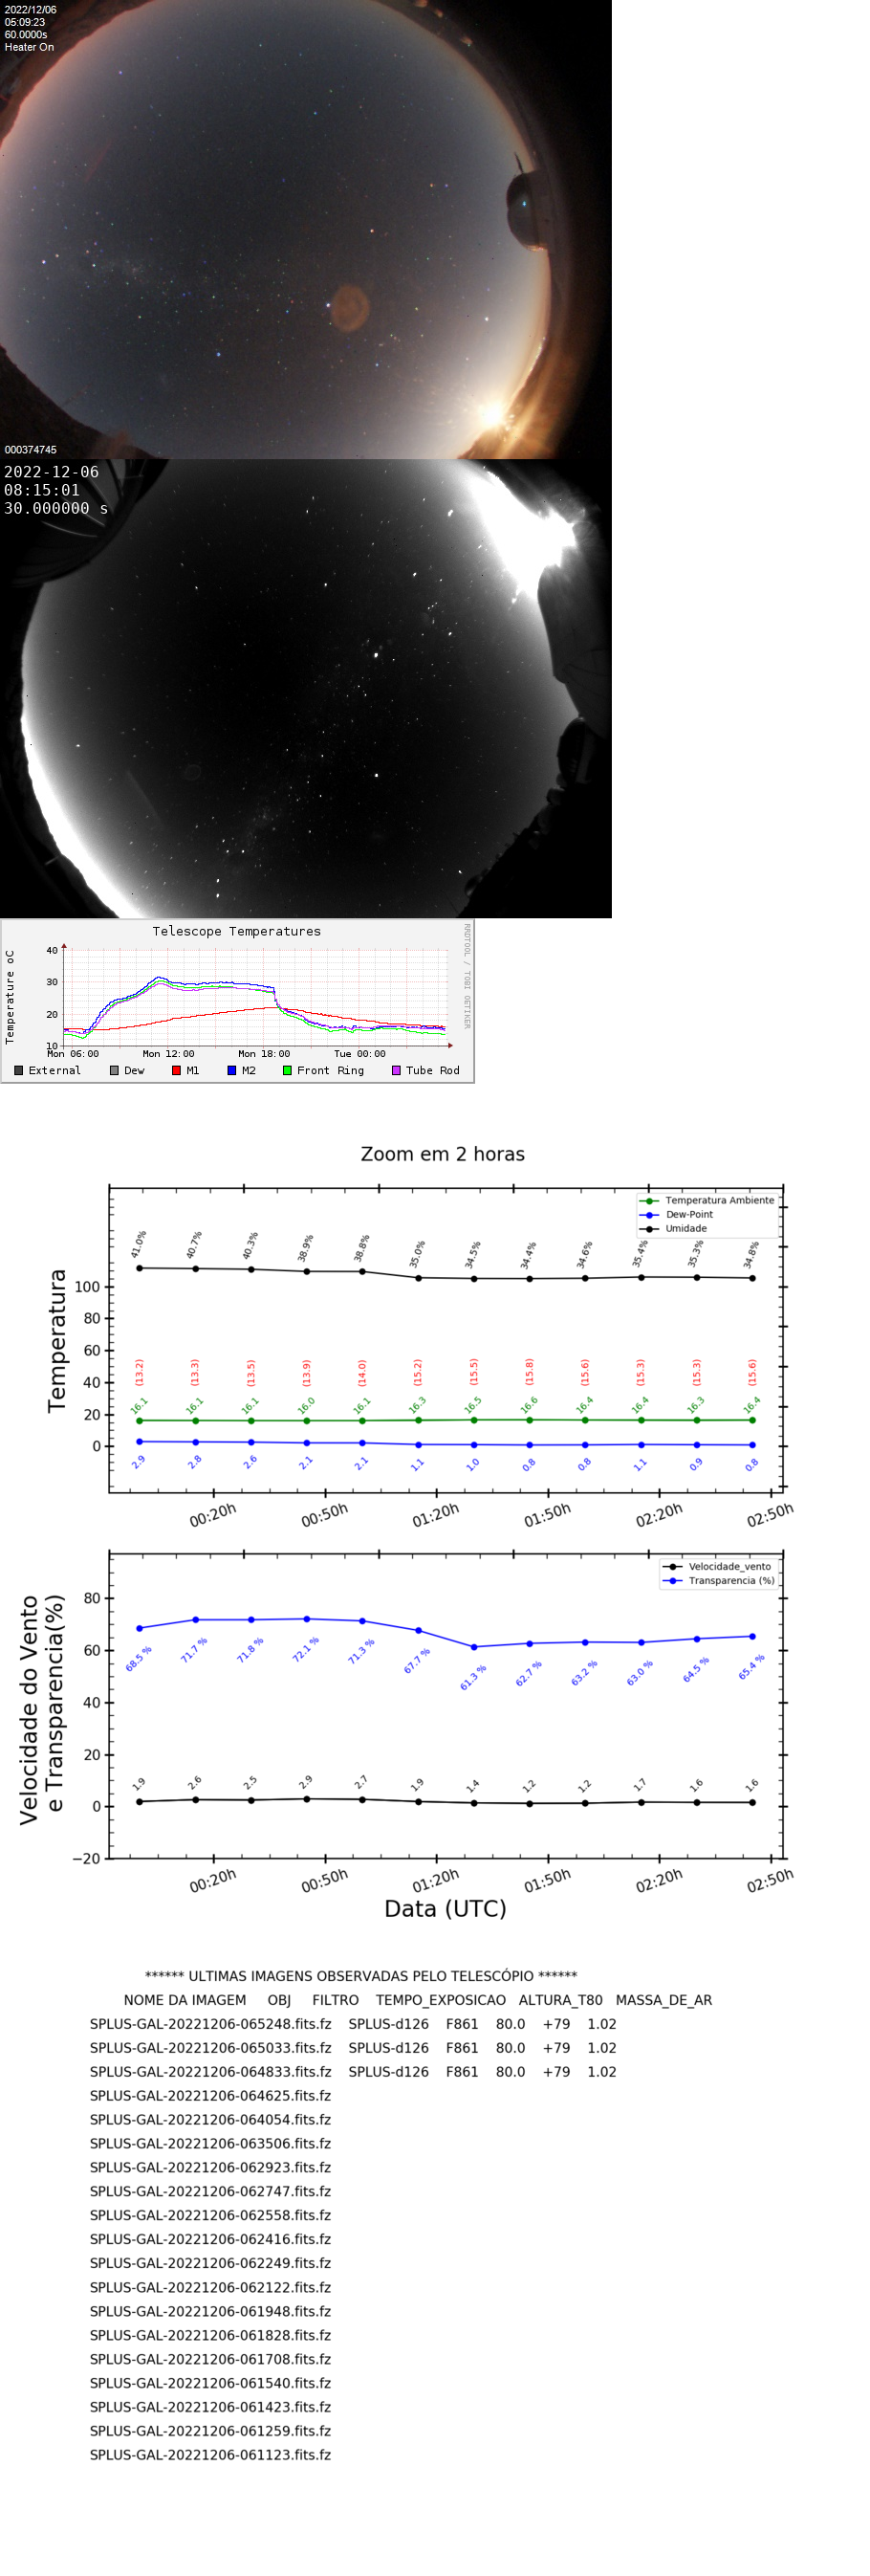 2022/12/06
05:09:23
60.0000s
Heater On
000374745
2022-12-06
08:15:01
30.000000 s
Telescope Temperatures
RRDTOOL / TOBI OETIKER
Temperature oC
40
30
20
10
Mon 06:00 Mon 12:00 Mon 18:00 Tue 00:00
External Dew M1 M2 Front Ring Tube Rod
Zoom em 2 horas
Temperatura Ambiente
Dew-Point
Umidade
41.0% 40.7% 40.3% 38.9% 38.8% 35.0% 34.5% 34.4% 34.6% 35.4% 35.3% 34.8%
Temperatura
100
80
60
40
20
0
(13.2) (13.3) (13.5) (13.9) (14.0) (15.2) (15.5) (15.8) (15.6) (15.3) (15.3) (15.6)
16.1 16.1 16.1 16.0 16.1 16.3 16.5 16.6 16.4 16.4 16.3 16.4
2.9 2.8 2.6 2.1 2.1 1.1 1.0 0.8 0.8 1.1 0.9 0.8
00:20h 00:50h 01:20h 01:50h 02:20h 02:50h
Velocidade_vento
Transparencia (%)
Velocidade do Vento
e Transparencia(%)
80
60
40
20
0
−20
68.5 % 71.7 % 71.8 % 72.1 % 71.3 % 67.7 % 61.3 % 62.7 % 63.2 % 63.0 % 64.5 % 65.4 %
1.9 2.6 2.5 2.9 2.7 1.9 1.4 1.2 1.2 1.7 1.6 1.6
00:20h 00:50h 01:20h 01:50h 02:20h 02:50h
Data (UTC)
****** ULTIMAS IMAGENS OBSERVADAS PELO TELESCÓPIO ******
NOME DA IMAGEM OBJ FILTRO TEMPO_EXPOSICAO ALTURA_T80 MASSA_DE_AR
SPLUS-GAL-20221206-065248.fits.fz SPLUS-d126 F861 80.0 +79 1.02
SPLUS-GAL-20221206-065033.fits.fz SPLUS-d126 F861 80.0 +79 1.02
SPLUS-GAL-20221206-064833.fits.fz SPLUS-d126 F861 80.0 +79 1.02
SPLUS-GAL-20221206-064625.fits.fz
SPLUS-GAL-20221206-064054.fits.fz
SPLUS-GAL-20221206-063506.fits.fz
SPLUS-GAL-20221206-062923.fits.fz
SPLUS-GAL-20221206-062747.fits.fz
SPLUS-GAL-20221206-062558.fits.fz
SPLUS-GAL-20221206-062416.fits.fz
SPLUS-GAL-20221206-062249.fits.fz
SPLUS-GAL-20221206-062122.fits.fz
SPLUS-GAL-20221206-061948.fits.fz
SPLUS-GAL-20221206-061828.fits.fz
SPLUS-GAL-20221206-061708.fits.fz
SPLUS-GAL-20221206-061540.fits.fz
SPLUS-GAL-20221206-061423.fits.fz
SPLUS-GAL-20221206-061259.fits.fz
SPLUS-GAL-20221206-061123.fits.fz